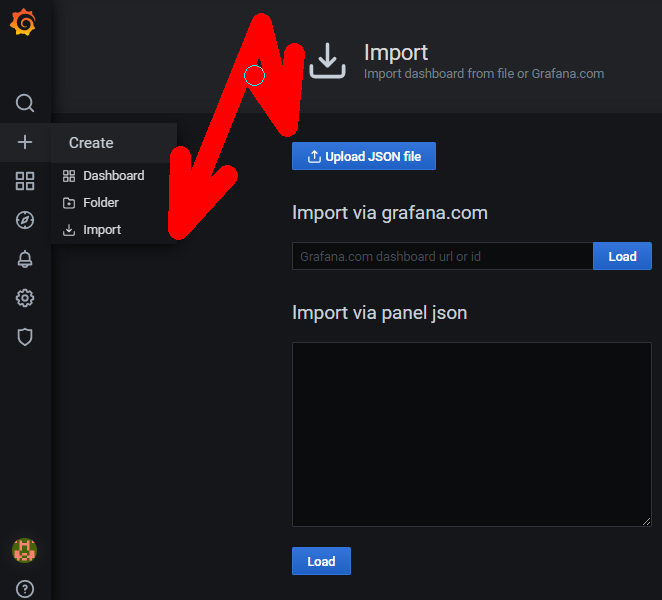 Import
Import dashboard from file or Grafana.com
Create
Dashboard
Folder
Import
Upload JSON file
Import via grafana.com
Grafana.com dashboard url or id
Load
Import via panel json
Load